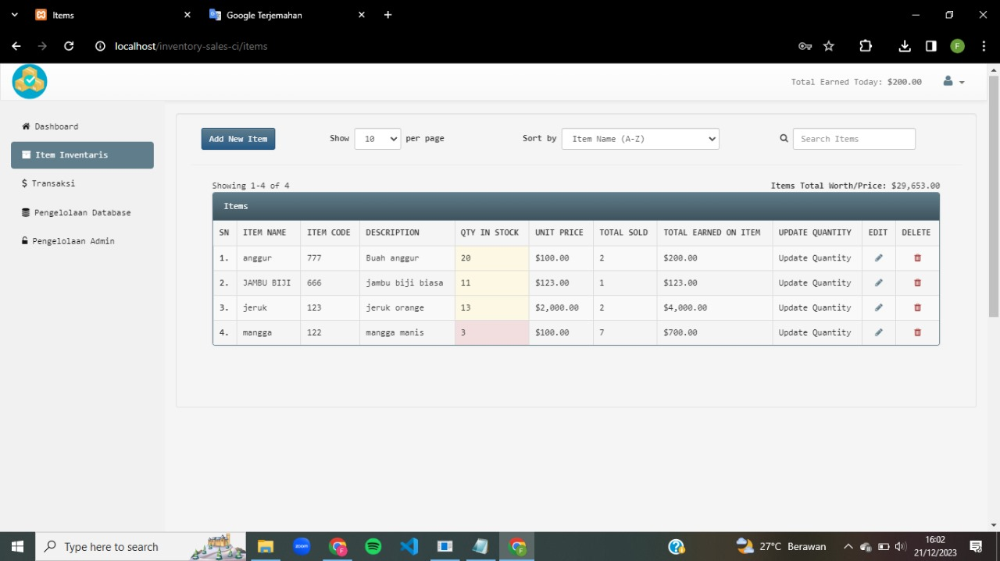 Items
Google Terjemahan
localhost/inventory-sales-ci/items
F
Total Earned Today: $200.00
Dashboard
Item Inventaris
$ Transaksi
Pengelolaan Database
Pengelolaan Admin
Add New Item
Show 10 per page
Sort by Item Name (A-Z)
Search Items
Showing 1-4 of 4
Items Total Worth/Price: $29,653.00
Items
SN ITEM NAME ITEM CODE DESCRIPTION QTY IN STOCK UNIT PRICE TOTAL SOLD TOTAL EARNED ON ITEM UPDATE QUANTITY EDIT DELETE
1. anggur 777 Buah anggur 20 $100.00 2 $200.00 Update Quantity
2. JAMBU BIJI 666 jambu biji biasa 11 $123.00 1 $123.00 Update Quantity
3. jeruk 123 jeruk orange 13 $2,000.00 2 $4,000.00 Update Quantity
4. mangga 122 mangga manis 3 $100.00 7 $700.00 Update Quantity
Type here to search
zoom
F
F
27°C Berawan
16:02
21/12/2023